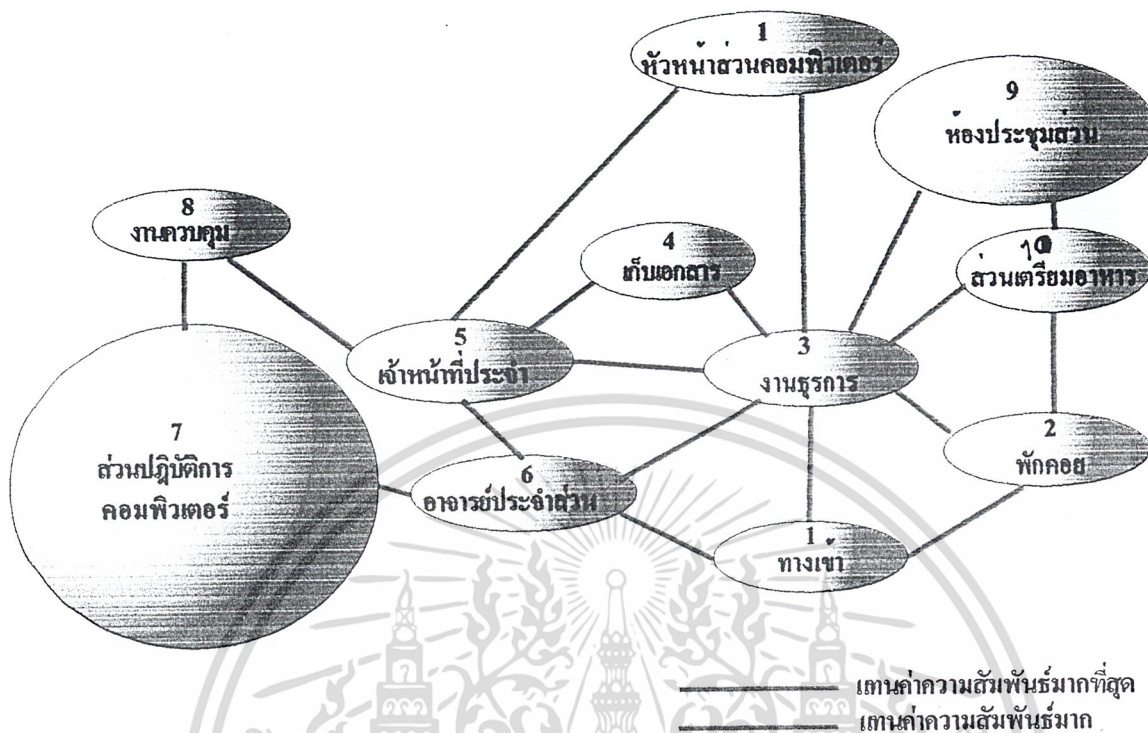 1
หัวหน้าส่วนคอมพิวเตอร์
9
ห้องประชุมส่วน
8
งานควบคุม
4
เก็บเอกสาร
10
ส่วนเตรียมอาหาร
5
เจ้าหน้าที่ประจำ
3
งานธุรการ
7
ส่วนปฎิบัติการ
คอมพิวเตอร์
2
พักคอย
6
อาจารย์ประจำส่วน
1
ทางเข้า
แทนค่าความสัมพันธ์มากที่สุด
แทนค่าความสัมพันธ์มาก